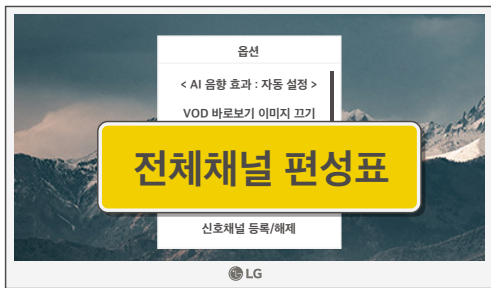 옵션
< AI 음향 효과 : 자동 설정 >
VOD 바로보기 이미지 끄기
전체채널 편성표
신호채널 등록/해제
LG